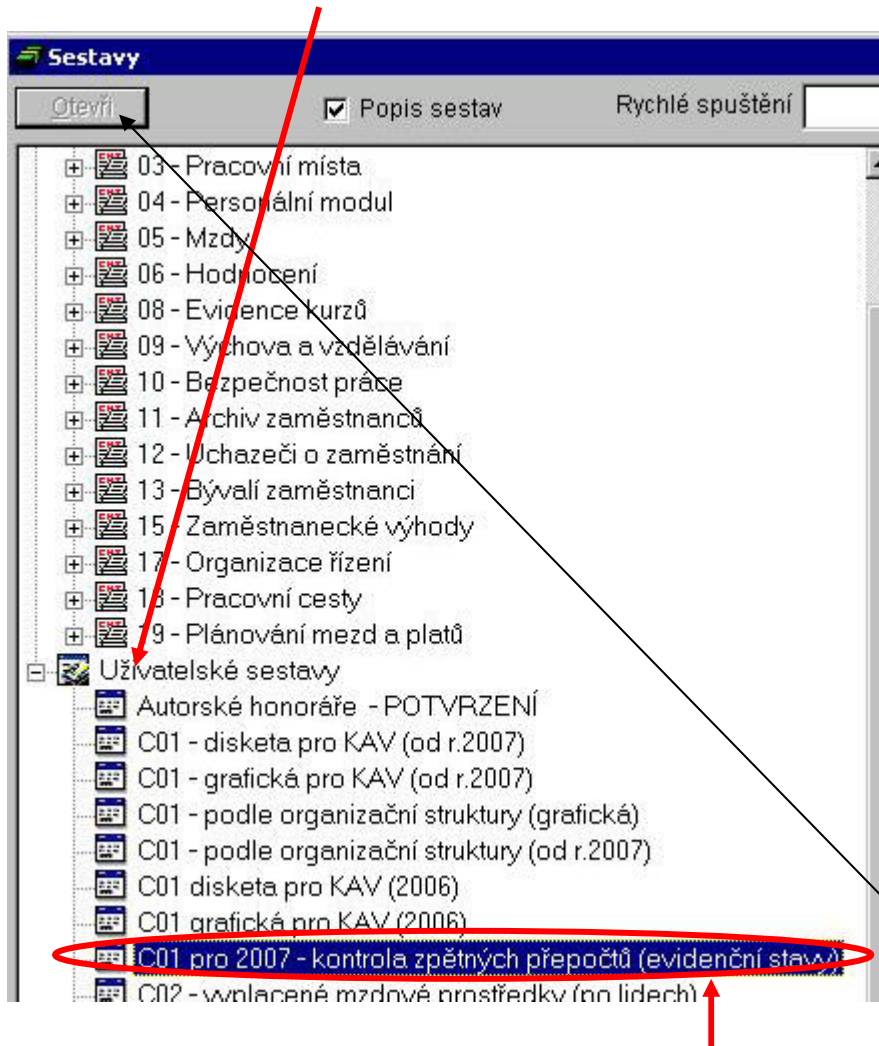 Sestavy
Otevři
Popis sestav
Rychlé spuštění
03 - Pracovní místa
04 - Personální modul
05 - Mzdy
06 - Hodnocení
08 - Evidence kurzů
09 - Výchova a vzdělávání
10 - Bezpečnost práce
11 - Archiv zaměstnanců
12 - Uchazeči o zaměstnání
13 - Bývalí zaměstnanci
15 - Zaměstnanecké výhody
17 - Organizace řízení
18 - Pracovní cesty
19 - Plánování mezd a platů
Uživatelské sestavy
Autorské honoráře - POTVRZENÍ
C01 - disketa pro KAV (od r.2007)
C01 - grafická pro KAV (od r.2007)
C01 - podle organizační struktury (grafická)
C01 - podle organizační struktury (od r.2007)
C01 disketa pro KAV (2006)
C01 grafická pro KAV (2006)
C01 pro 2007 - kontrola zpětných přepočtů (evidenční stavy)
C02 - vyplacené mzdové prostředky (po lidech)